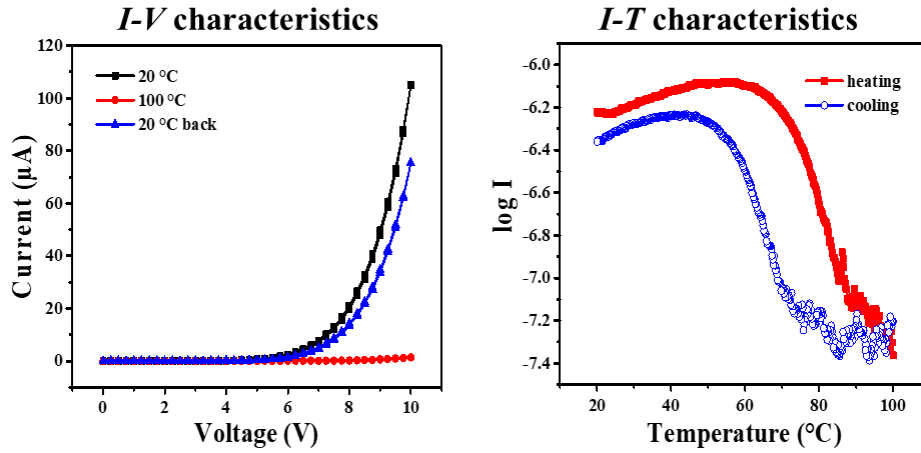 I-V characteristics
120
100
80
60
40
20
0
Current (µA)
20 °C
100 °C
20 °C back
0 2 4 6 8 10
Voltage (V)
I-T characteristics
-6.0
-6.2
-6.4
-6.6
-6.8
-7.0
-7.2
-7.4
log I
heating
cooling
20 40 60 80 100
Temperature (°C)